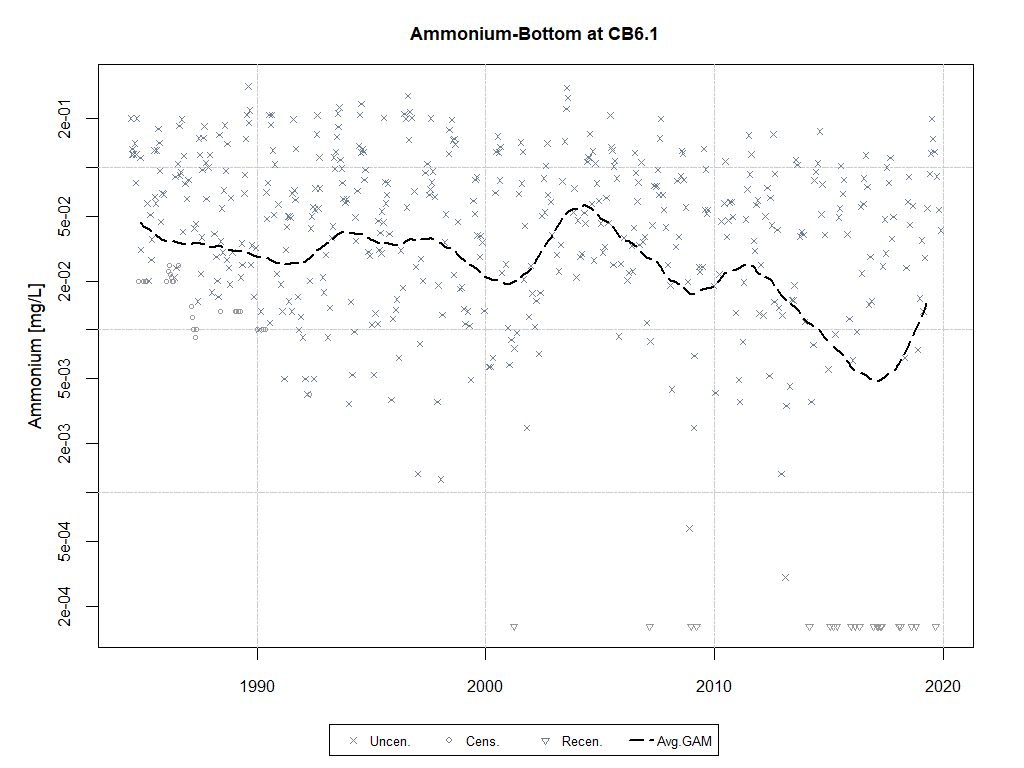 Ammonium-Bottom at CB6.1
Ammonium [mg/L]
2e-01
5e-02
2e-02
5e-03
2e-03
5e-04
2e-04
1990 2000 2010 2020
Uncen. Cens. Recen. Avg.GAM